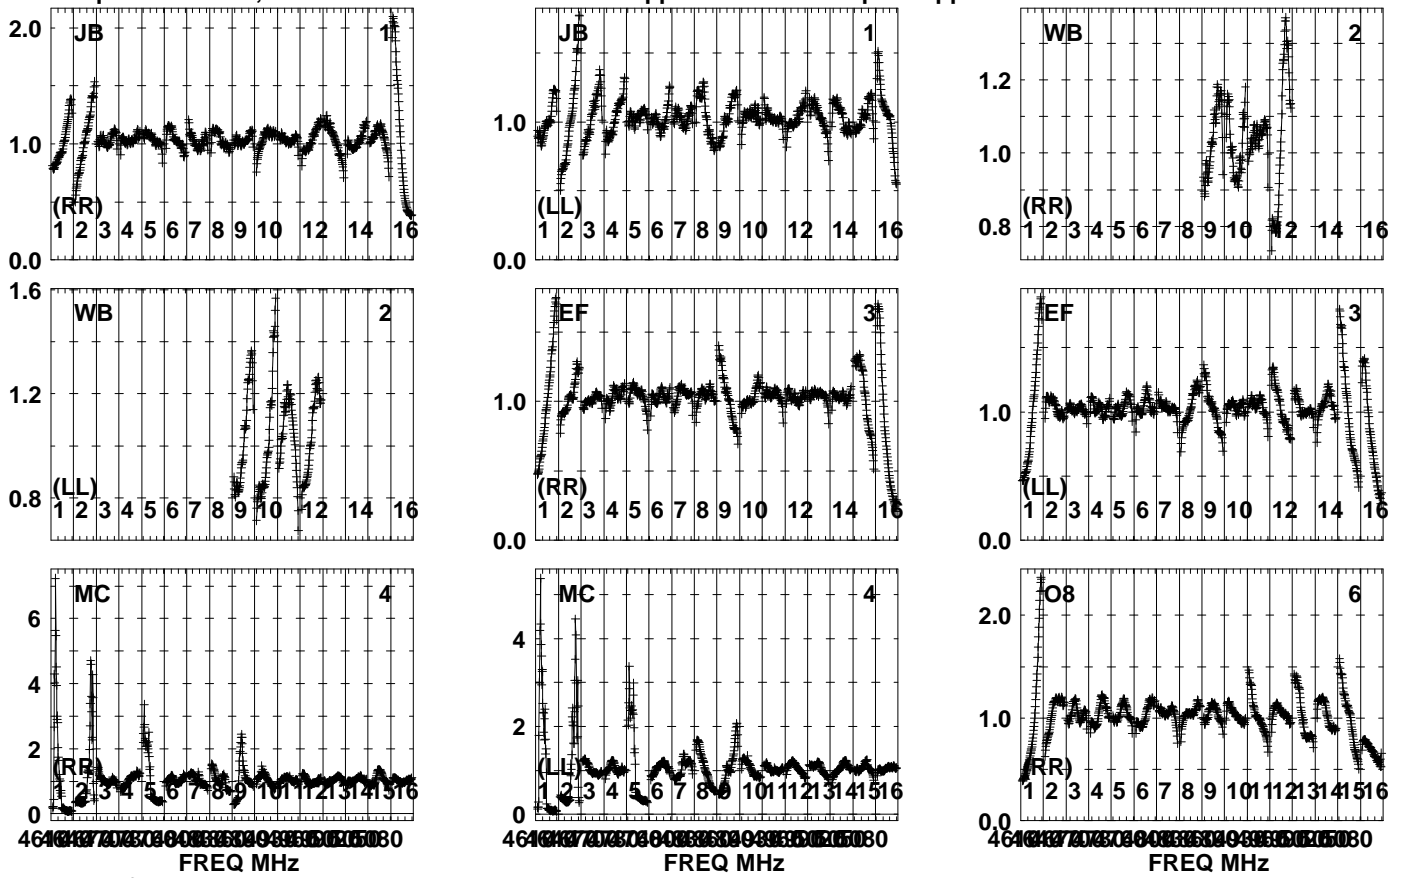 JB 1
2.0
1.0
(RR)
1 2 3 4 5 6 7 8 9 10 12 14 16
0.0
JB 1
1.0
(LL)
1 2 3 4 5 6 7 8 9 10 12 14 16
0.0
WB 2
1.2
1.0
(RR)
0.8
1 2 3 4 5 6 7 8 9 10 12 14 16
1.6
WB 2
1.2
(LL)
0.8
1 2 3 4 5 6 7 8 9 10 12 14 16
EF 3
1.0
(RR)
1 2 3 4 5 6 7 8 9 10 12 14 16
0.0
EF 3
1.0
(LL)
1 2 3 4 5 6 7 8 9 10 12 14 16
0.0
MC 4
6
4
2
(RR)
1 2 3 4 5 6 7 8 9 10 11 12 13 14 15 16
0
FREQ MHz
MC 4
4
2
(LL)
1 2 3 4 5 6 7 8 9 10 11 12 13 14 15 16
0
FREQ MHz
O8 6
2.0
1.0
(RR)
1 2 3 4 5 6 7 8 9 10 11 12 13 14 15 16
0.0
FREQ MHz